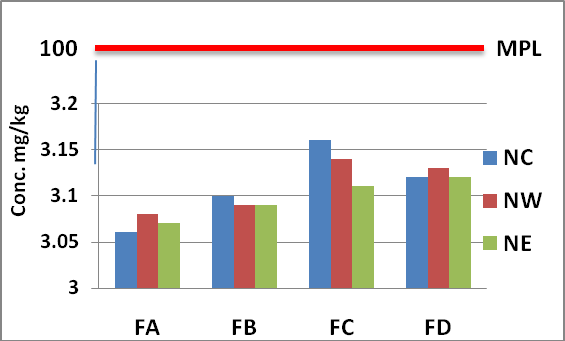 100
MPL
Conc. mg/kg
3.2
3.15
3.1
3.05
3
NC
NW
NE
FA FB FC FD